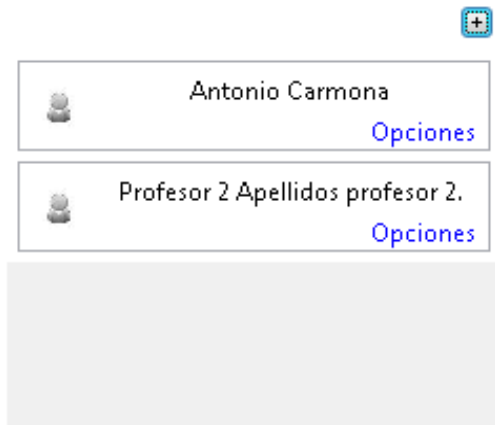 +
Antonio Carmona
Opciones
Profesor 2 Apellidos profesor 2.
Opciones